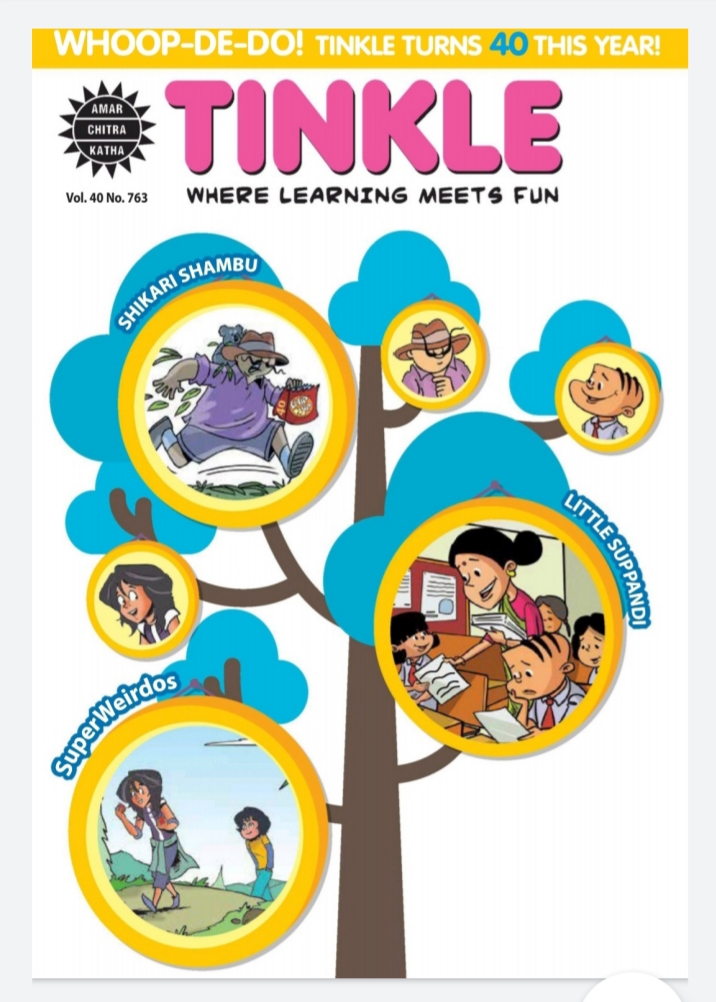 WHOOP-DE-DO! TINKLE TURNS 40 THIS YEAR!
AMAR
CHITRA
KATHA
TINKLE
Vol. 40 No. 763
WHERE LEARNING MEETS FUN
SHIKARI SHAMBU
LITTLE SUPPANDI
SuperWeirdos